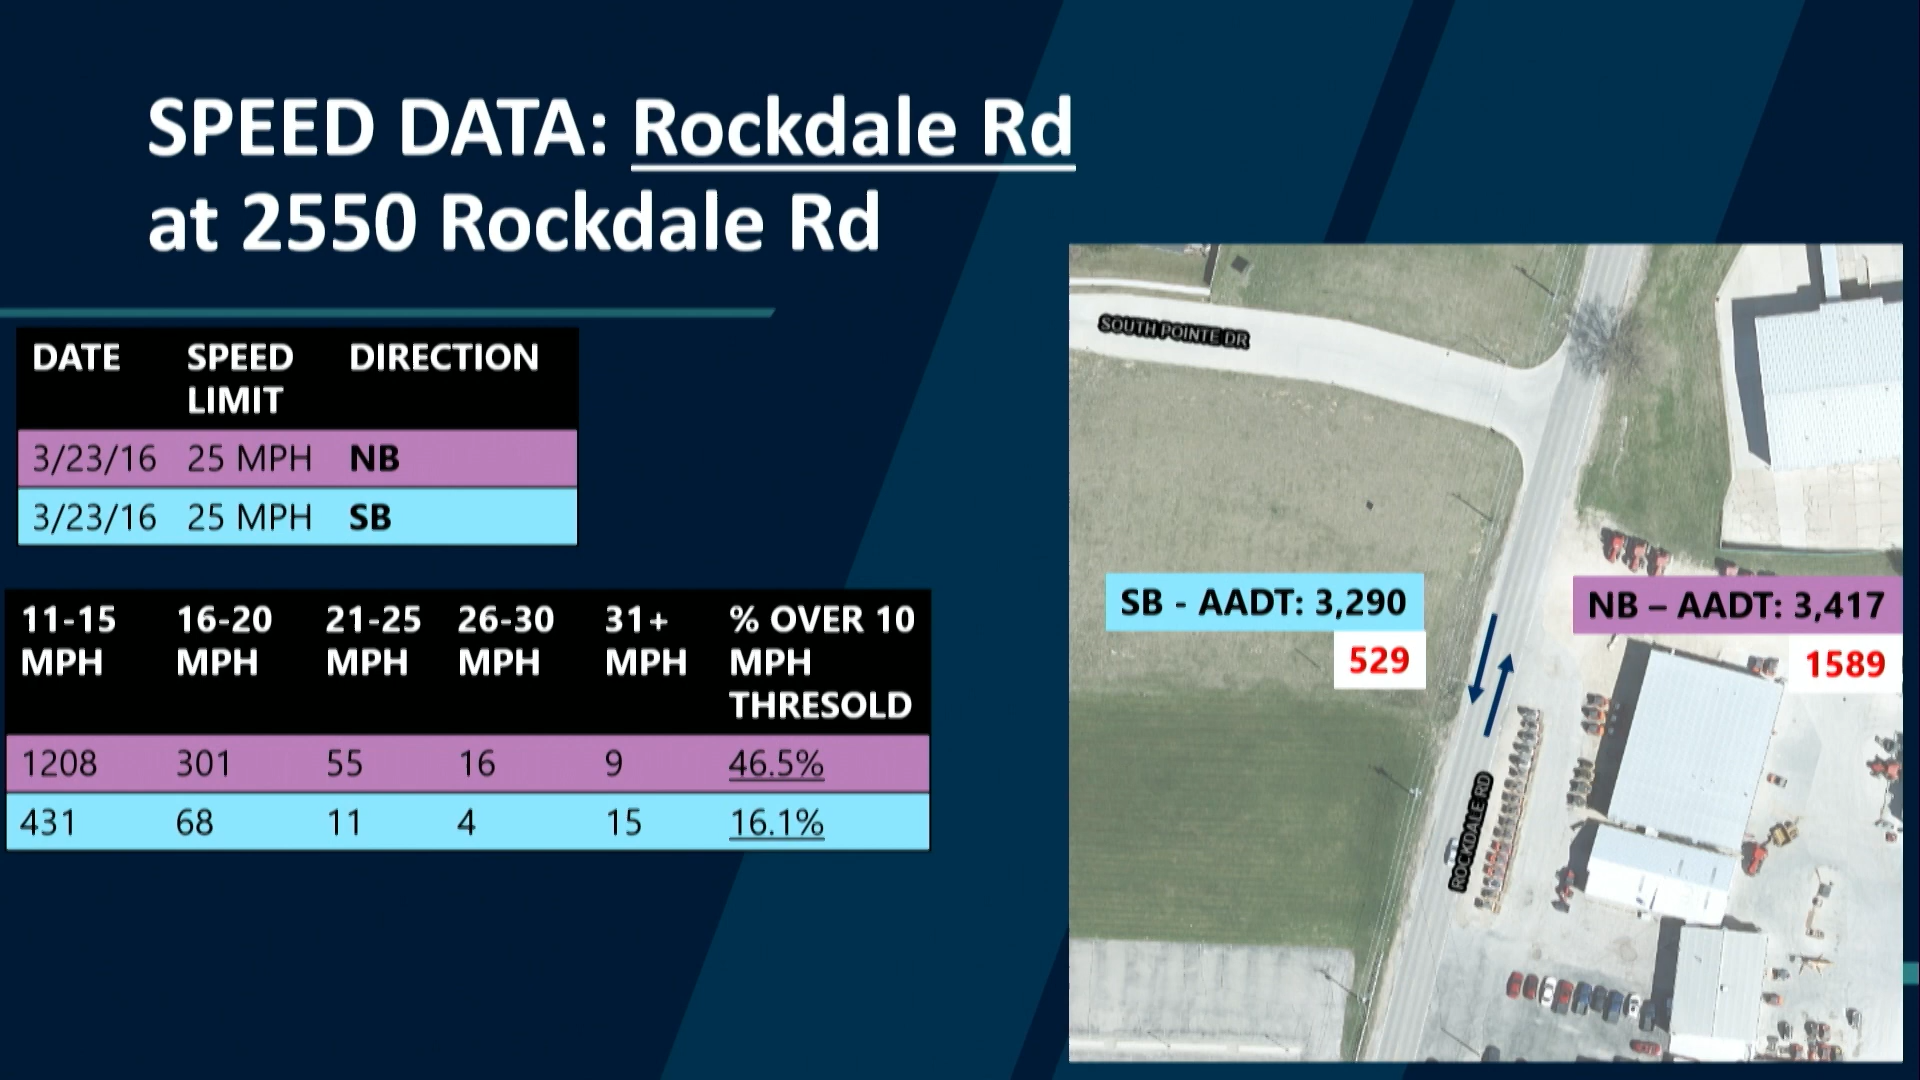 SPEED DATA: Rockdale Rd
at 2550 Rockdale Rd
DATE SPEED LIMIT DIRECTION
3/23/16 25 MPH NB
3/23/16 25 MPH SB
11-15 MPH 16-20 MPH 21-25 MPH 26-30 MPH 31+ MPH % OVER 10 MPH THRESOLD
1208 301 55 16 9 46.5%
431 68 11 4 15 16.1%
SOUTH POINTE DR
SB - AADT: 3,290
529
NB – AADT: 3,417
1589
ROCKDALE RD